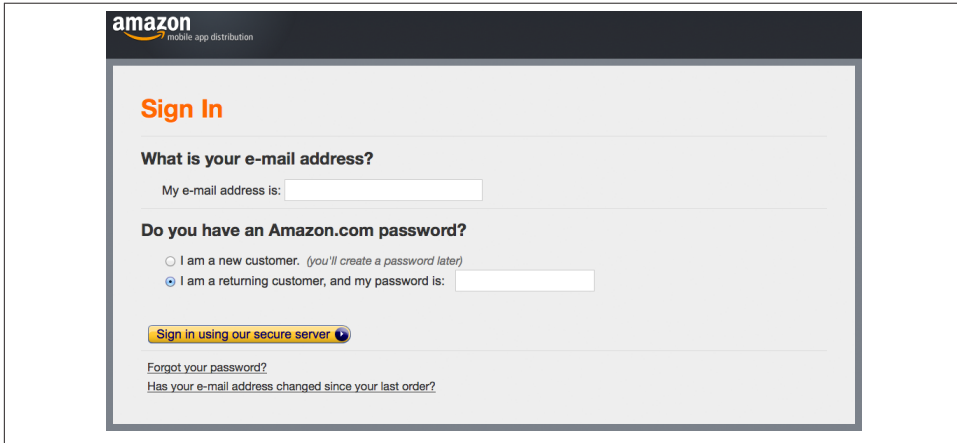 amazon
mobile app distribution
Sign In
What is your e-mail address?
My e-mail address is:
Do you have an Amazon.com password?
I am a new customer. (you'll create a password later)
I am a returning customer, and my password is:
Sign in using our secure server
Forgot your password?
Has your e-mail address changed since your last order?